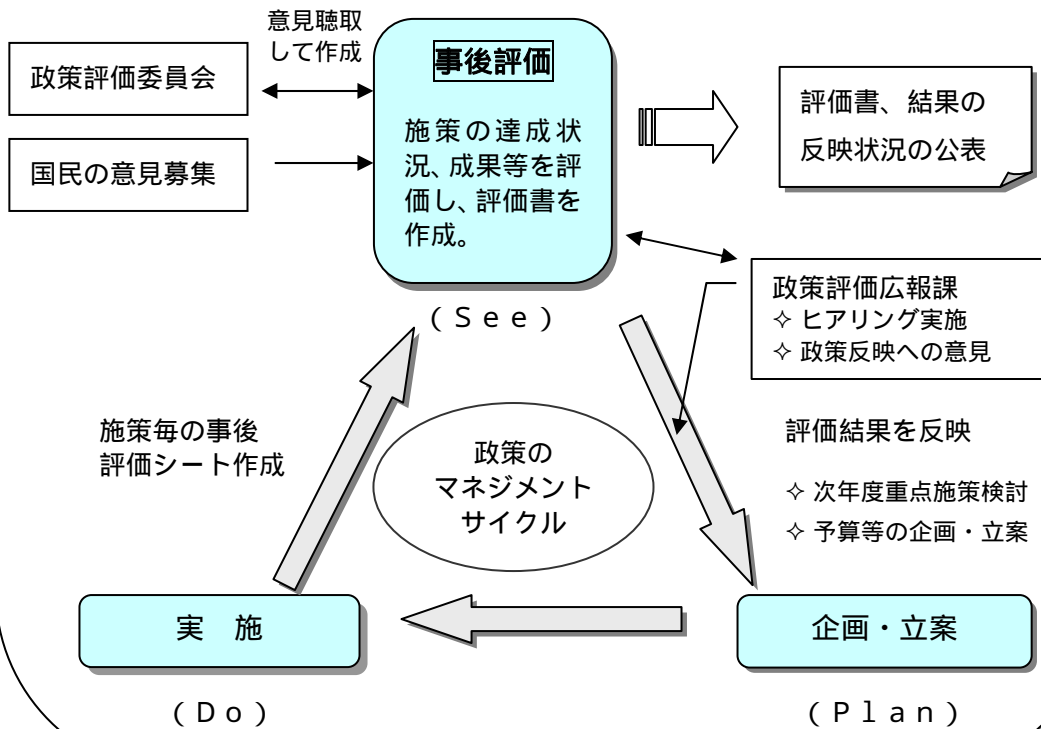 意見聴取
して作成
政策評価委員会
国民の意見募集
事後評価
施策の達成状
況、成果等を評
価し、評価書を
作成。
(See)
評価書、結果の
反映状況の公表
政策評価広報課
✧ ヒアリング実施
✧ 政策反映への意見
施策毎の事後
評価シート作成
政策の
マネジメント
サイクル
評価結果を反映
✧ 次年度重点施策検討
✧ 予算等の企画・立案
実 施
(Do)
企画・立案
(Plan)